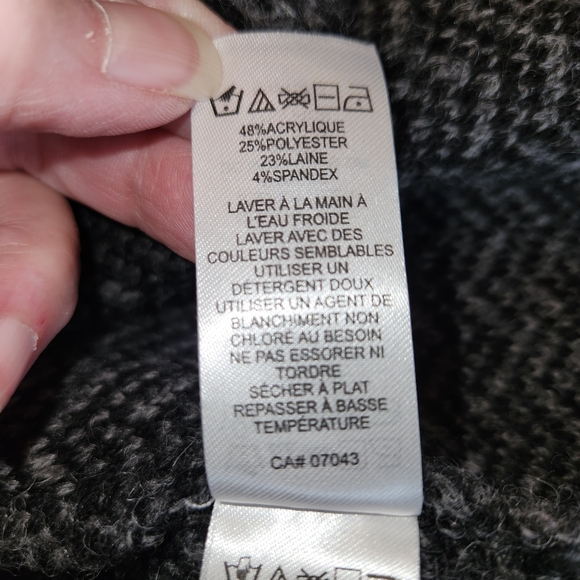 48%ACRYLIQUE
25%POLYESTER
23%LAINE
4%SPANDEX
LAVER À LA MAIN À
L'EAU FROIDE
LAVER AVEC DES
COULEURS SEMBLABLES
UTILISER UN
DÉTERGENT DOUX
UTILISER UN AGENT DE
BLANCHIMENT NON
CHLORÉ AU BESOIN
NE PAS ESSORER NI
TORDRE
SÉCHER À PLAT
REPASSER À BASSE
TEMPÉRATURE
CA# 07043